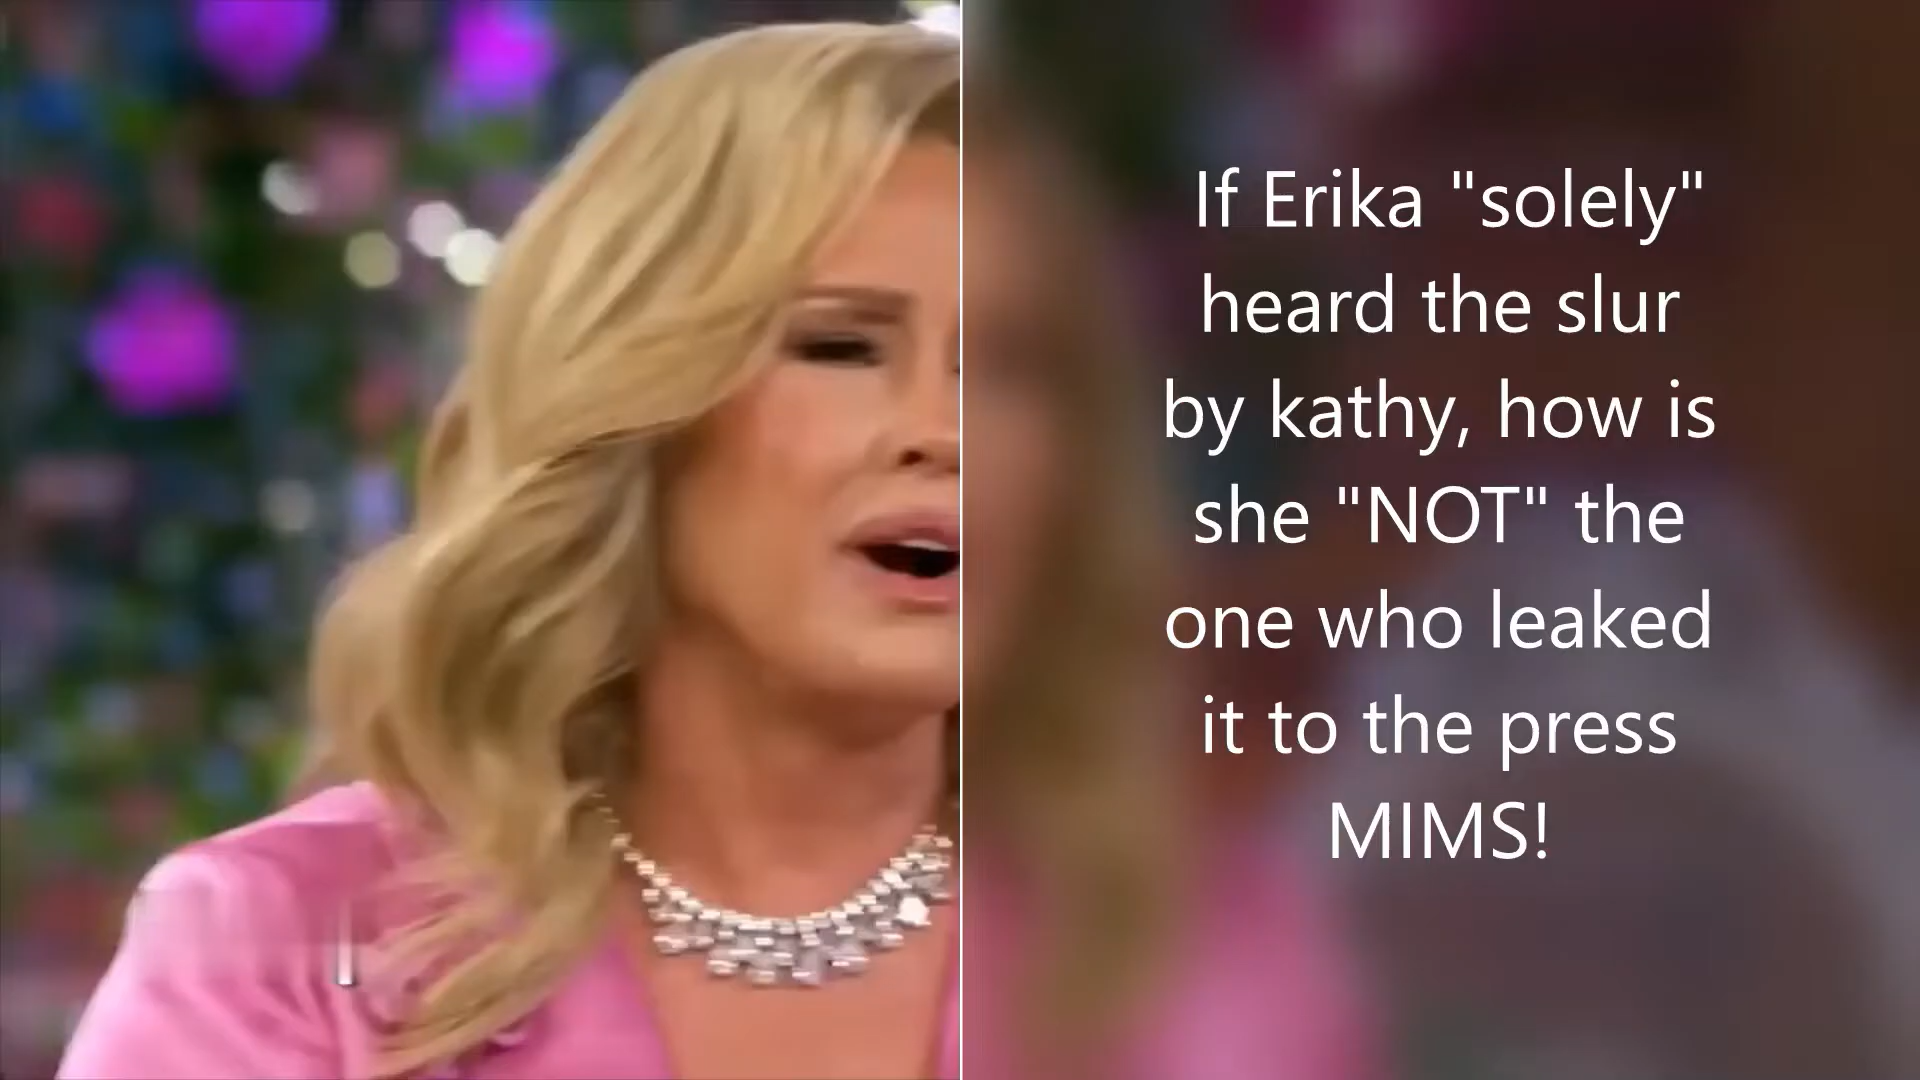 If Erika "solely"
heard the slur
by kathy, how is
she "NOT" the
one who leaked
it to the press
MIMS!